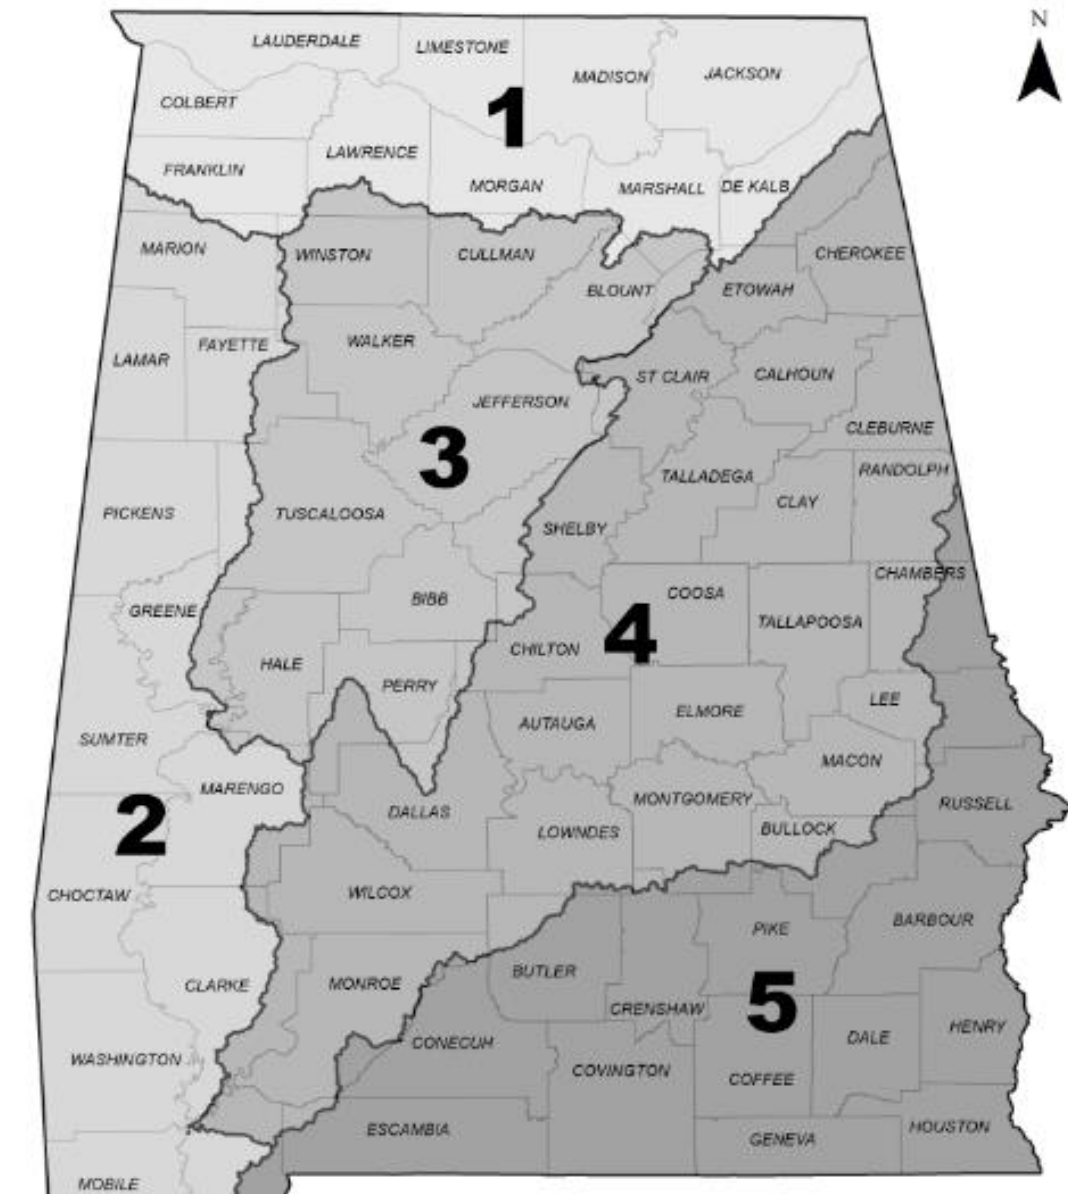 N
LAUDERDALE
LIMESTONE
MADISON
JACKSON
COLBERT
1
FRANKLIN
LAWRENCE
MORGAN
MARSHALL
DE KALB
MARION
WINSTON
CULLMAN
CHEROKEE
BLOUNT
ETOWAH
LAMAR
FAYETTE
WALKER
ST CLAIR
CALHOUN
JEFFERSON
CLEBURNE
3
TALLADEGA
RANDOLPH
PICKENS
TUSCALOOSA
SHELBY
CLAY
CHAMBERS
GREENE
BIBB
COOSA
TALLAPOOSA
4
HALE
CHILTON
PERRY
LEE
SUMTER
AUTAUGA
ELMORE
MACON
MARENGO
2
DALLAS
MONTGOMERY
RUSSELL
LOWNDES
BULLOCK
CHOCTAW
WILCOX
PIKE
BARBOUR
CLARKE
MONROE
BUTLER
5
CRENSHAW
HENRY
WASHINGTON
CONECUH
COVINGTON
DALE
COFFEE
ESCAMBIA
GENEVA
HOUSTON
MOBILE